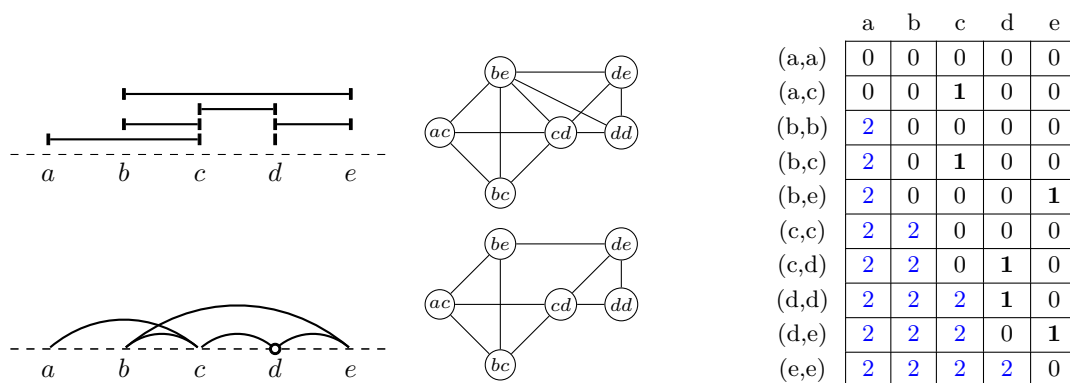 a b c d e
be de
ac cd dd
bc
a b c d e
be de
ac cd dd
bc
a b c d e
(a,a) 0 0 0 0 0
(a,c) 0 0 1 0 0
(b,b) 2 0 0 0 0
(b,c) 2 0 1 0 0
(b,e) 2 0 0 0 1
(c,c) 2 2 0 0 0
(c,d) 2 2 0 1 0
(d,d) 2 2 2 1 0
(d,e) 2 2 2 0 1
(e,e) 2 2 2 2 0